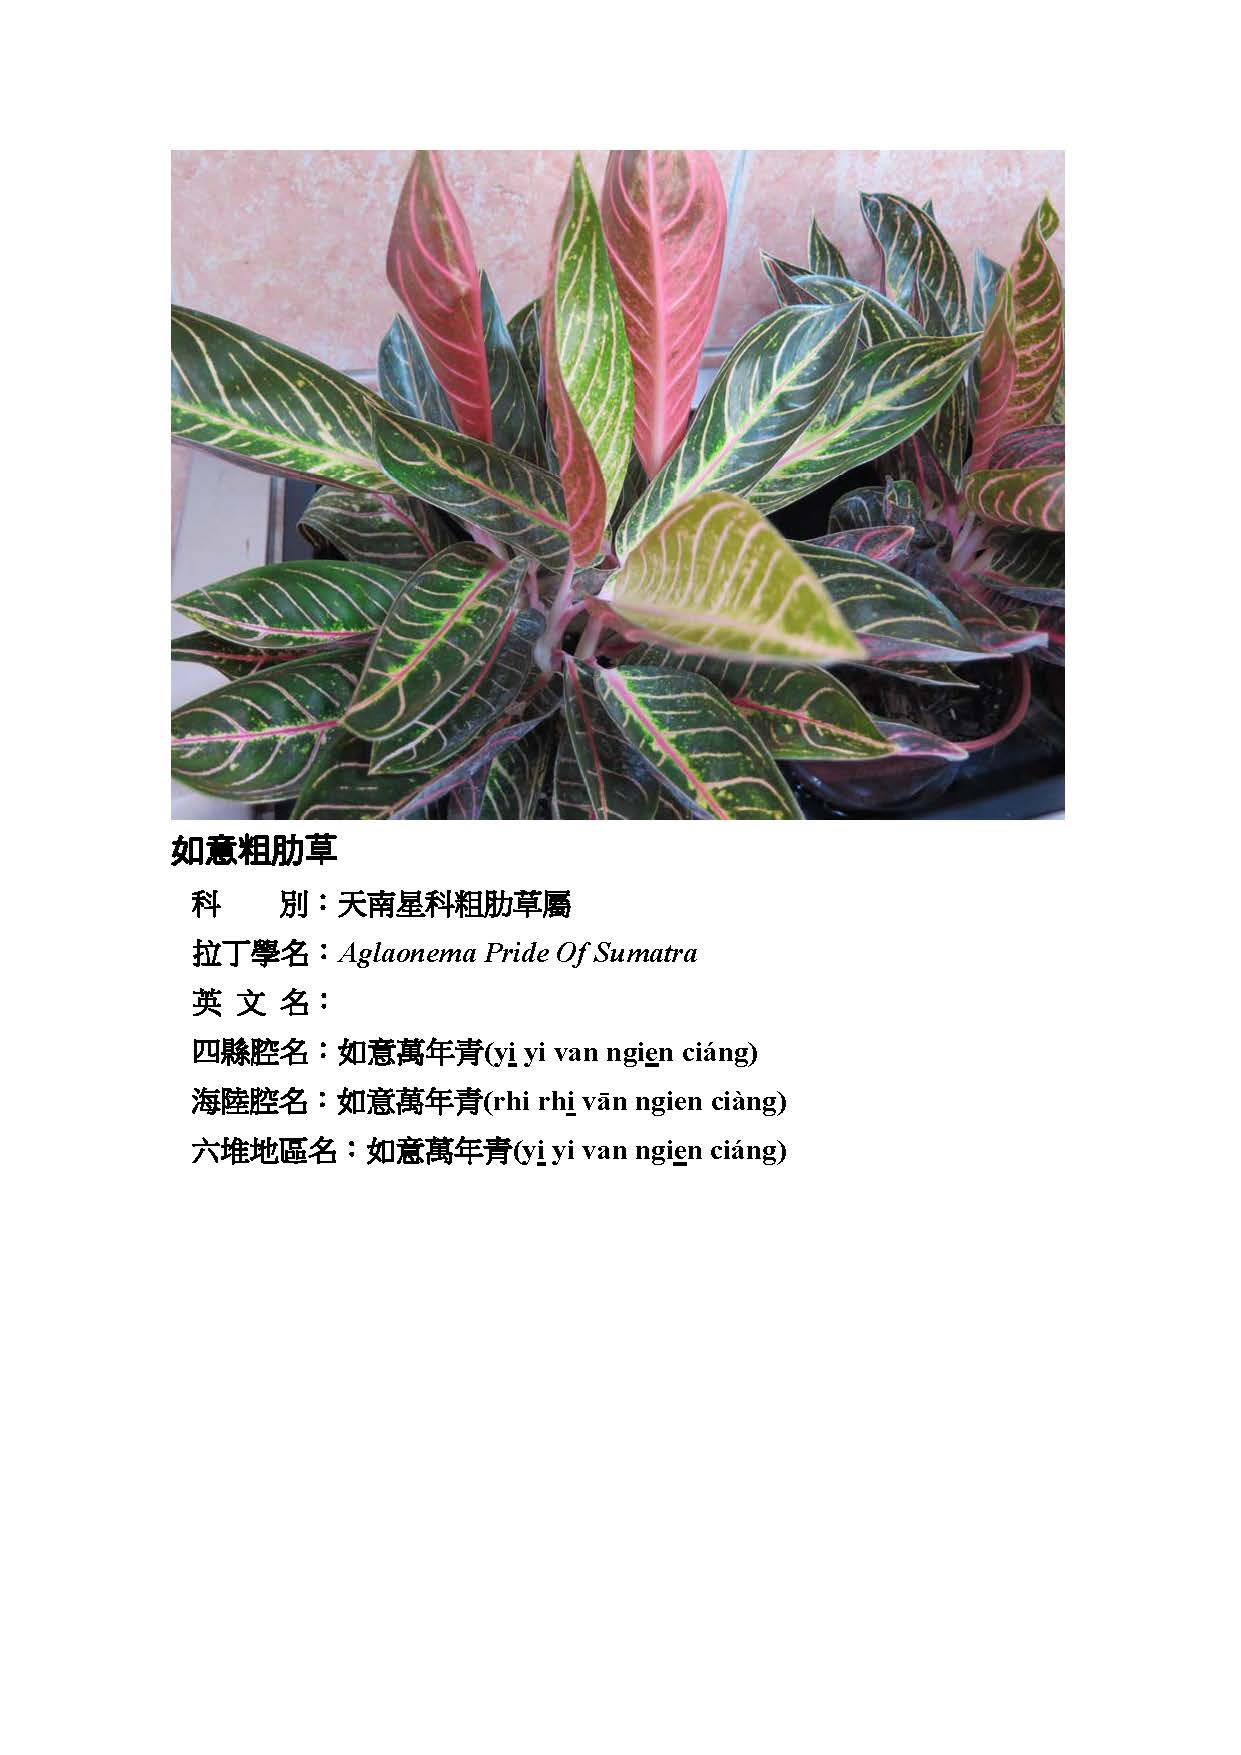 如意粗肋草
科　　別：天南星科粗肋草屬
拉丁學名：Aglaonema Pride Of Sumatra
英 文 名：
四縣腔名：如意萬年青(yi̲ yi van ngie̲n ciáng)
海陸腔名：如意萬年青(rhi rhi̲ vān ngien ciàng)
六堆地區名：如意萬年青(yi̲ yi van ngie̲n ciáng)